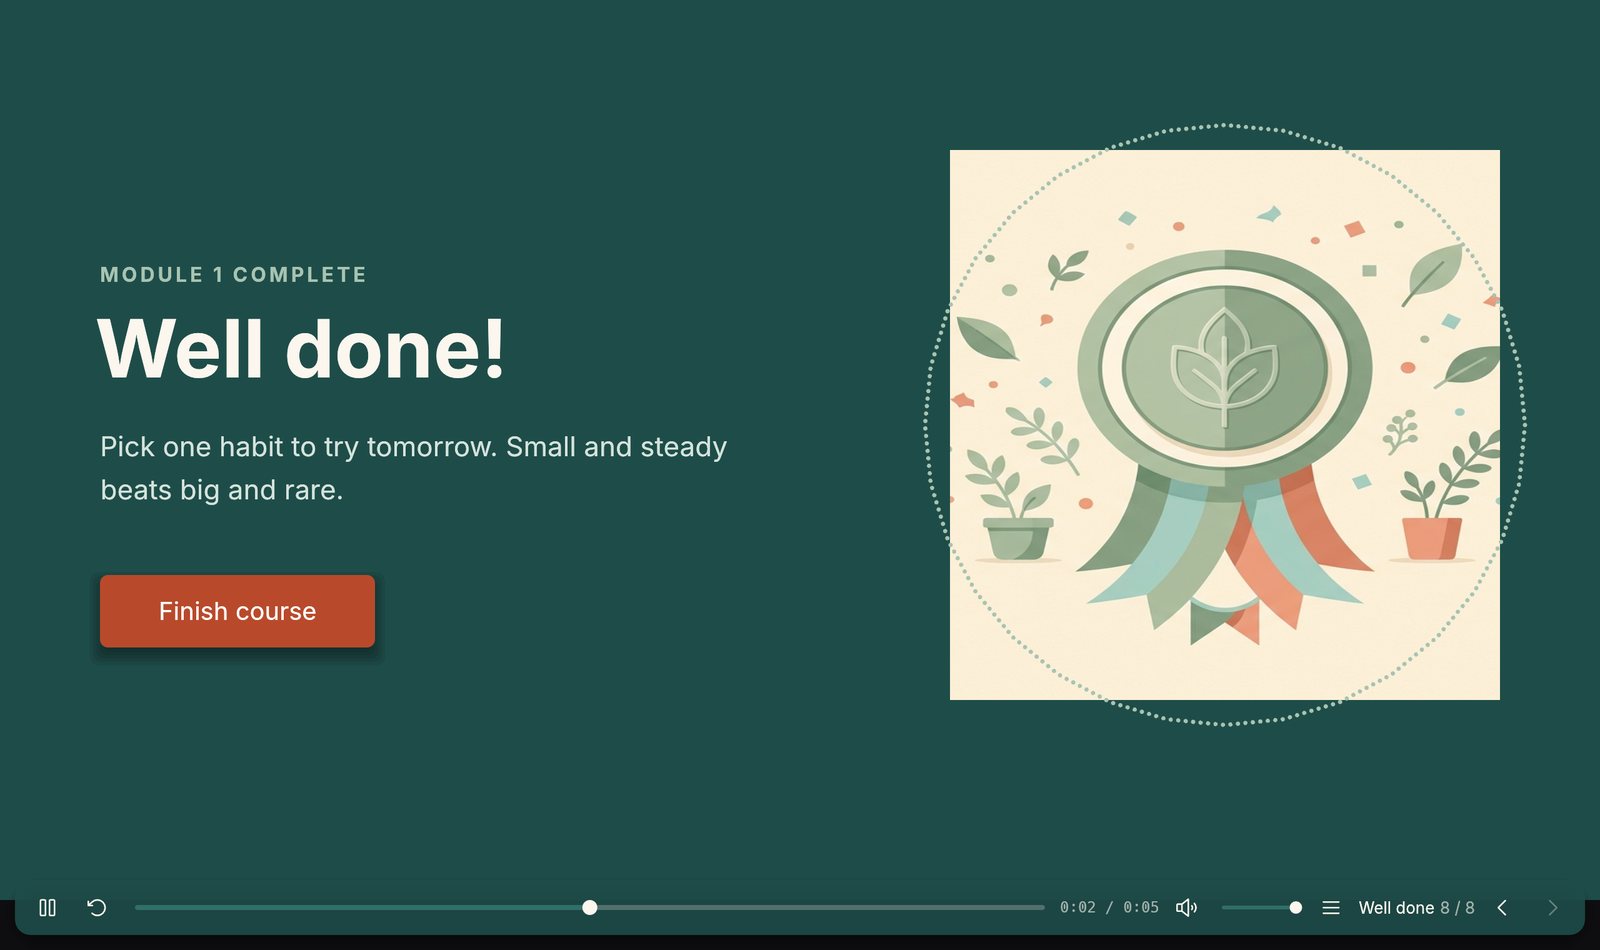 MODULE 1 COMPLETE
Well done!
Pick one habit to try tomorrow. Small and steady
beats big and rare.
Finish course
0:02 / 0:05
Well done 8 / 8